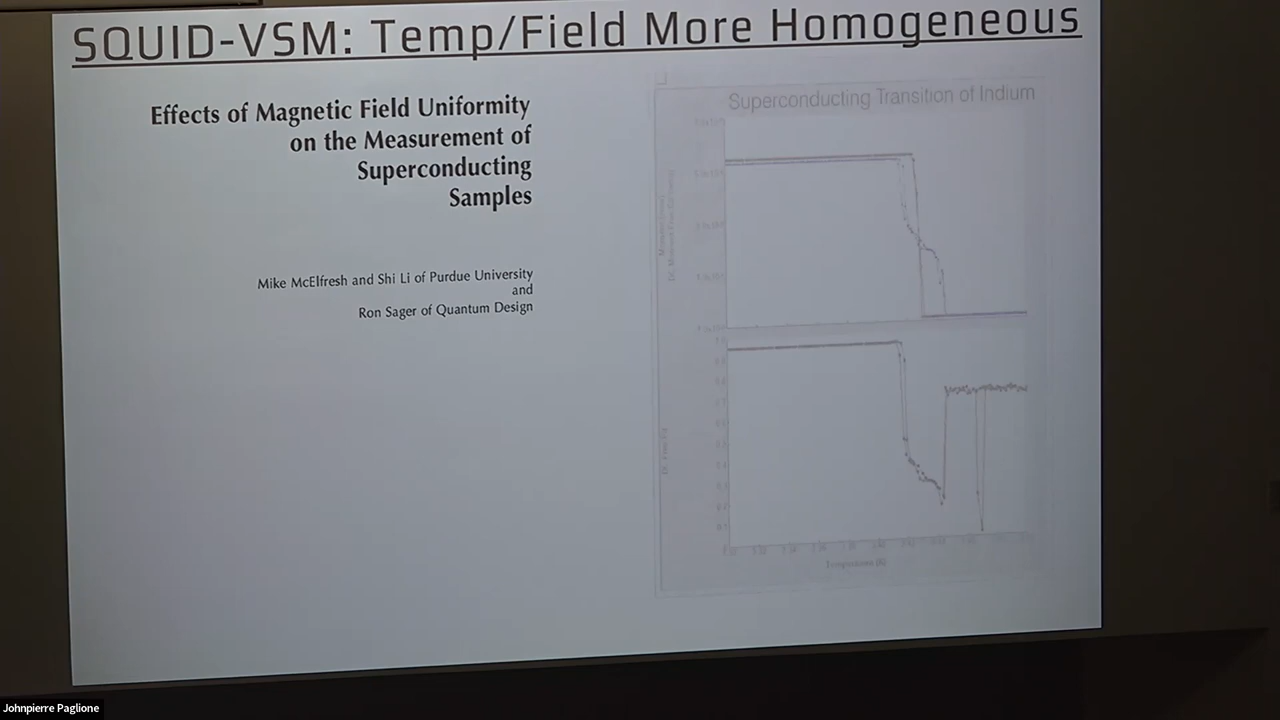 SQUID-VSM: Temp/Field More Homogeneous
Effects of Magnetic Field Uniformity
on the Measurement of
Superconducting
Samples
Mike McElfresh and Shi Li of Purdue University
and
Ron Sager of Quantum Design
Superconducting Transition of Indium
Temperature (K)
Johnpierre Paglione